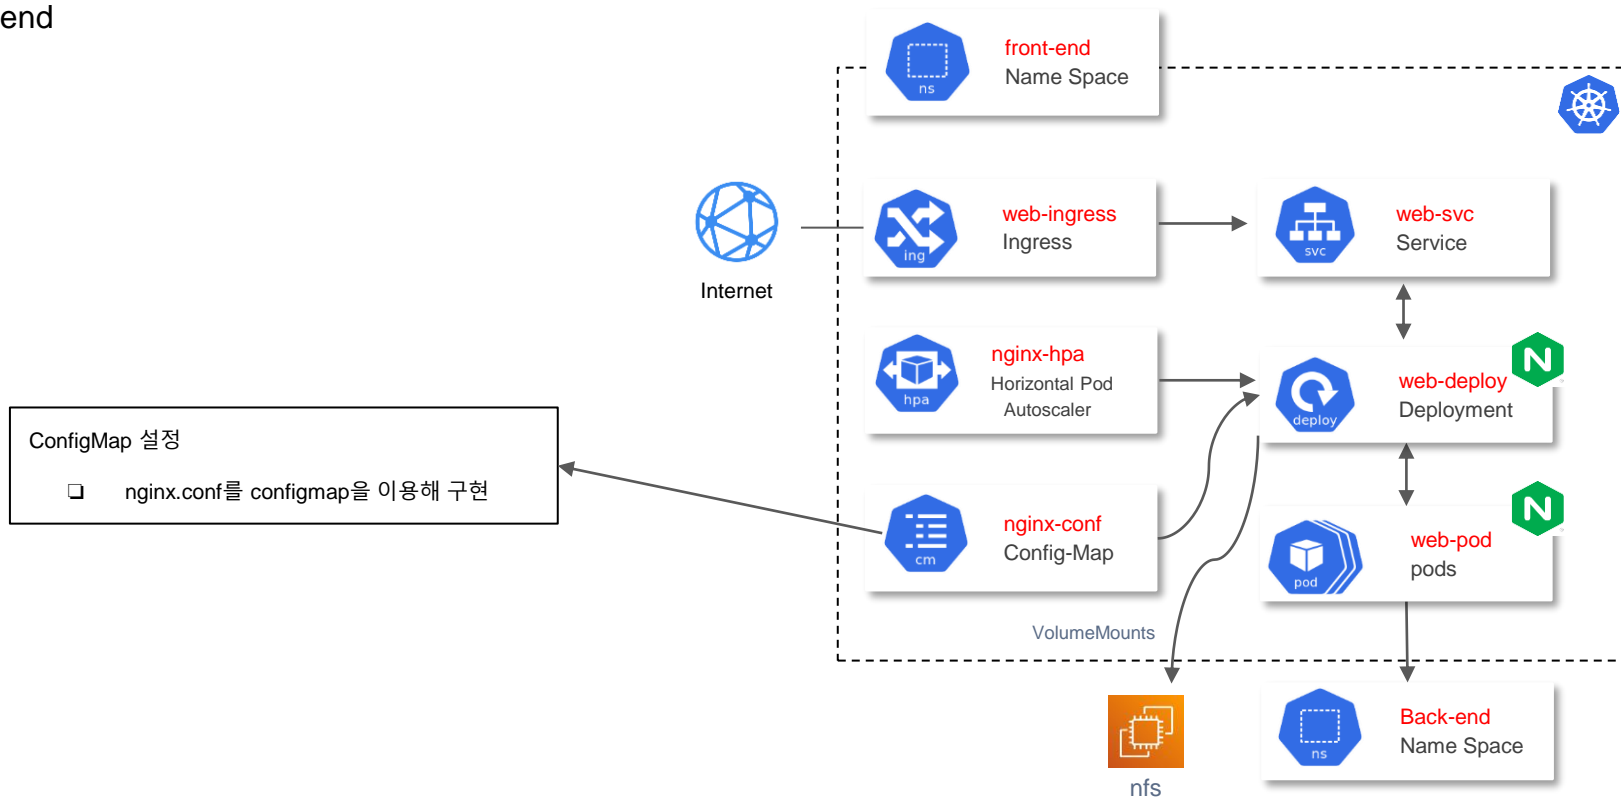 end
front-end
Name Space
ns
web-ingress
Ingress
ing
web-svc
Service
svc
Internet
nginx-hpa
Horizontal Pod
Autoscaler
hpa
web-deploy
Deployment
deploy
N
ConfigMap 설정
❏ nginx.conf를 configmap을 이용해 구현
nginx-conf
Config-Map
cm
web-pod
pods
pod
N
VolumeMounts
nfs
Back-end
Name Space
ns